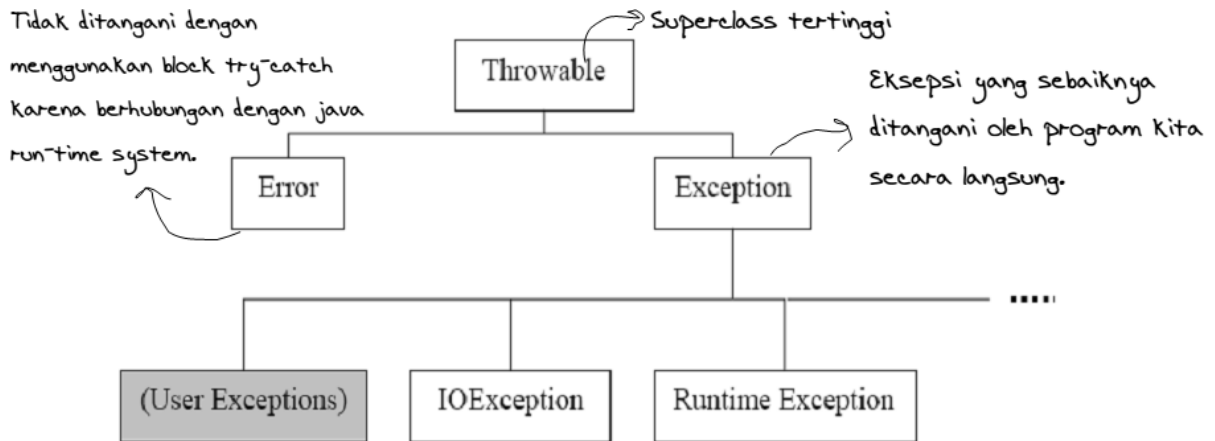 Tidak ditangani dengan
menggunakan block try-catch
karena berhubungan dengan java
run-time system.
Superclass tertinggi
Throwable
Eksepsi yang sebaiknya
ditangani oleh program kita
secara langsung.
Error
Exception
(User Exceptions)
IOException
Runtime Exception